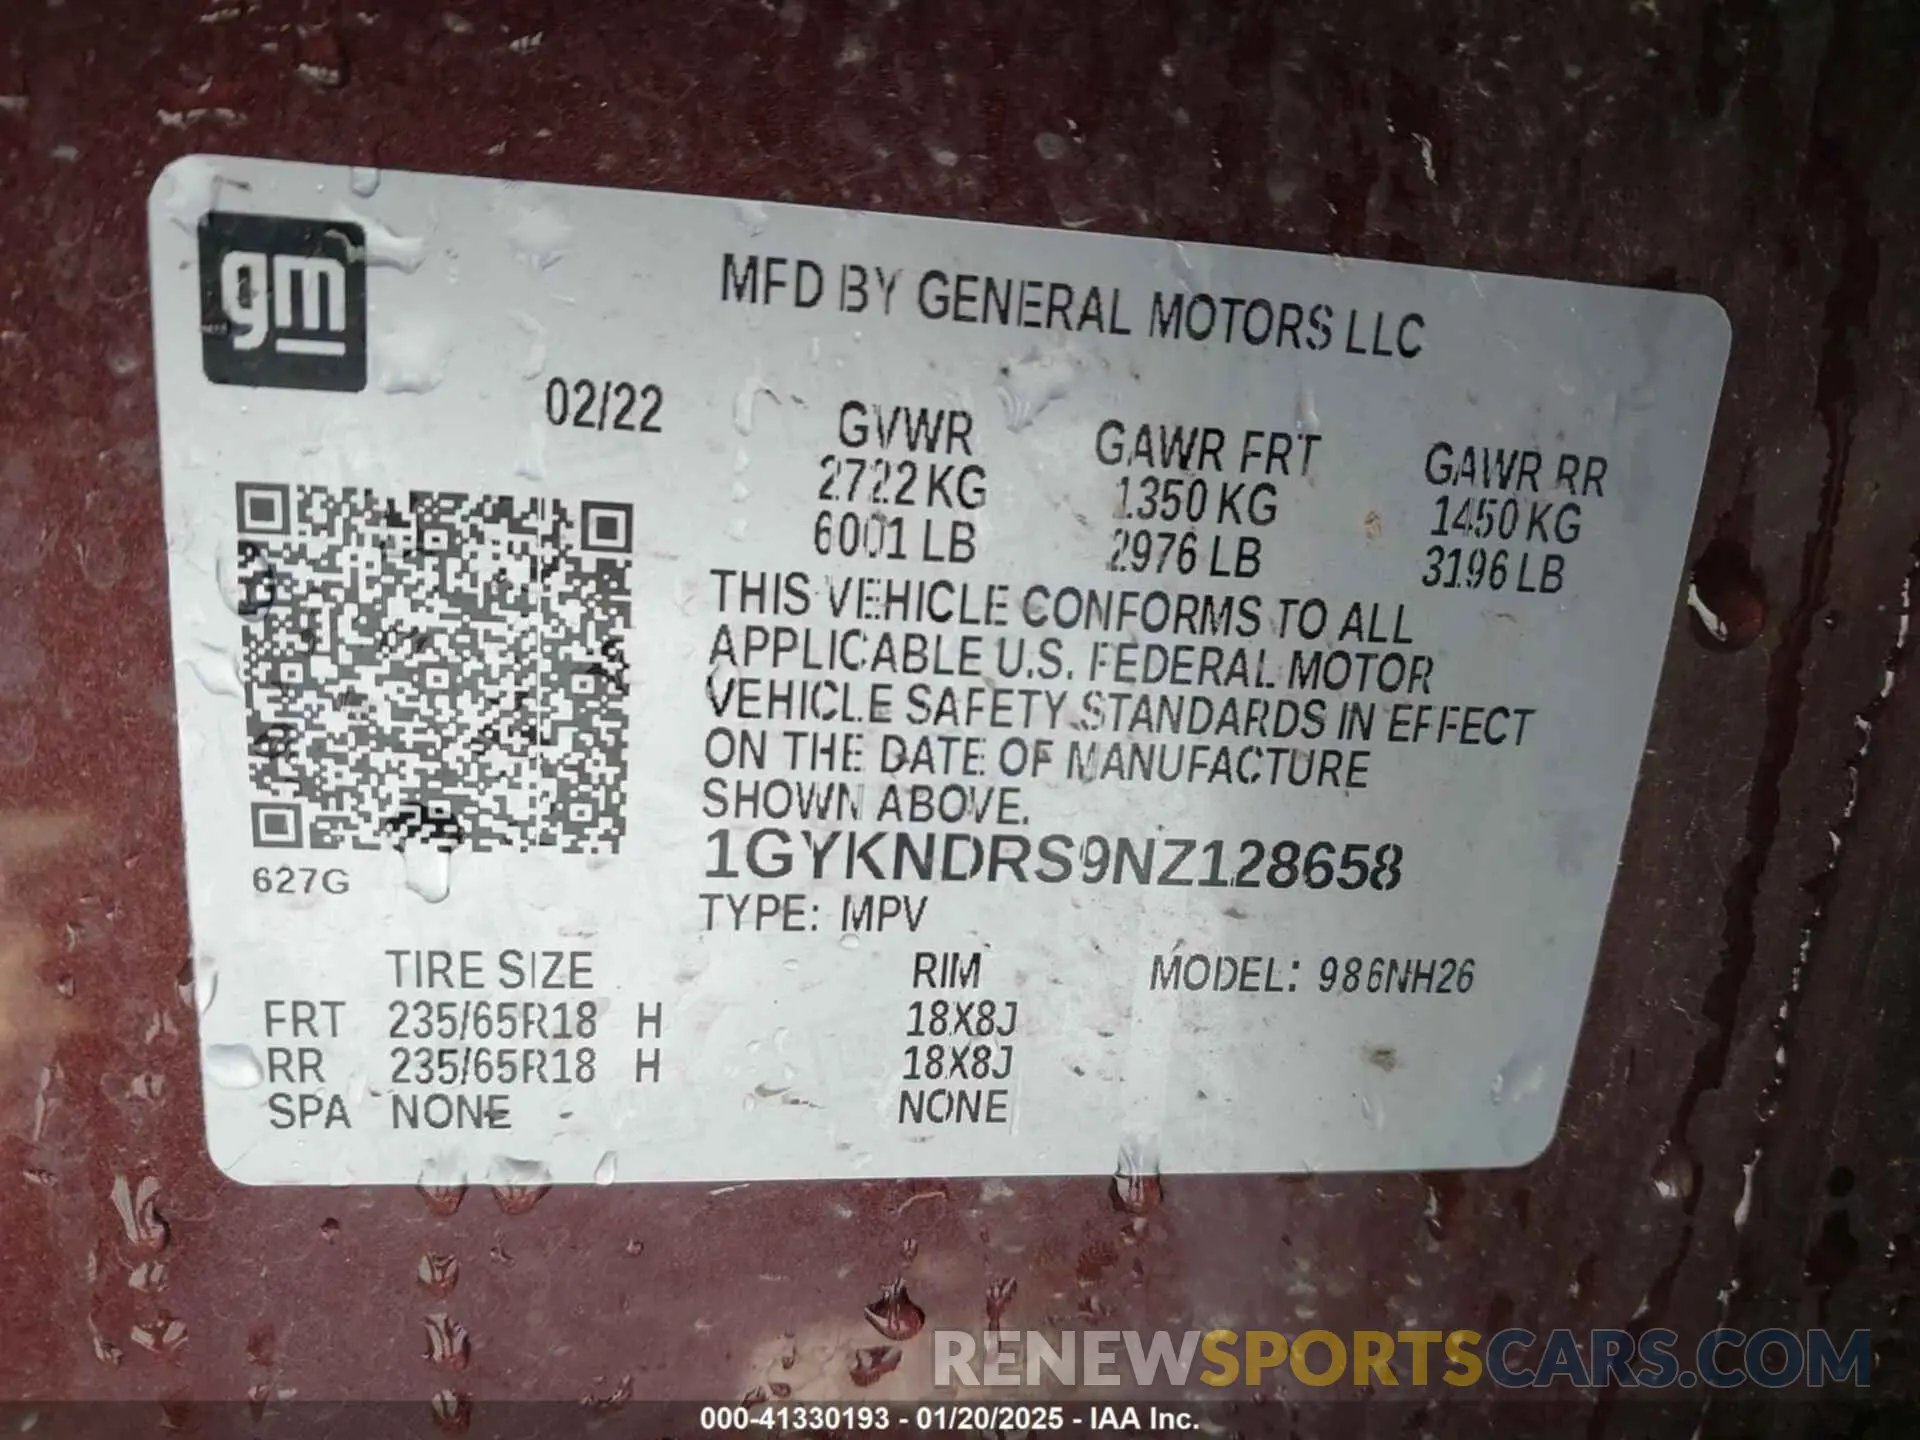 gm
MFD BY GENERAL MOTORS LLC
02/22
GVWR GAWR FRT GAWR RR
2722 KG 1350 KG 1450 KG
6001 LB 2976 LB 3196 LB
THIS VEHICLE CONFORMS TO ALL
APPLICABLE U.S. FEDERAL MOTOR
VEHICLE SAFETY STANDARDS IN EFFECT
ON THE DATE OF MANUFACTURE
SHOWN ABOVE.
1GYKNDRS9NZ128658
627G
TYPE: MPV
TIRE SIZE RIM MODEL: 986NH26
FRT 235/65R18 H 18X8J
RR 235/65R18 H 18X8J
SPA NONE NONE
RENEWSPORTSCARS.COM
000-41330193 - 01/20/2025 - IAA Inc.